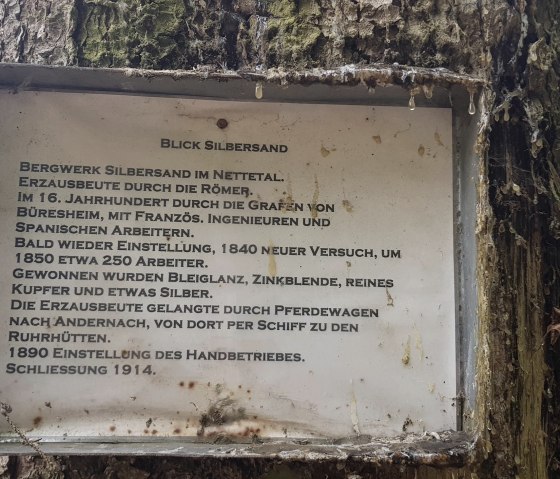 Blick Silbersand
Bergwerk Silbersand im Nettetal.
Erzausbeute durch die Römer.
Im 16. Jahrhundert durch die Grafen von
Büresheim, mit Französ. Ingenieuren und
Spanischen Arbeitern.
Bald wieder Einstellung, 1840 neuer Versuch, um
1850 etwa 250 Arbeiter.
Gewonnen wurden Bleiglanz, Zinkblende, reines
Kupfer und etwas Silber.
Die Erzausbeute gelangte durch Pferdewagen
nach Andernach, von dort per Schiff zu den
Ruhrhütten.
1890 Einstellung des Handbetriebes.
Schliessung 1914.